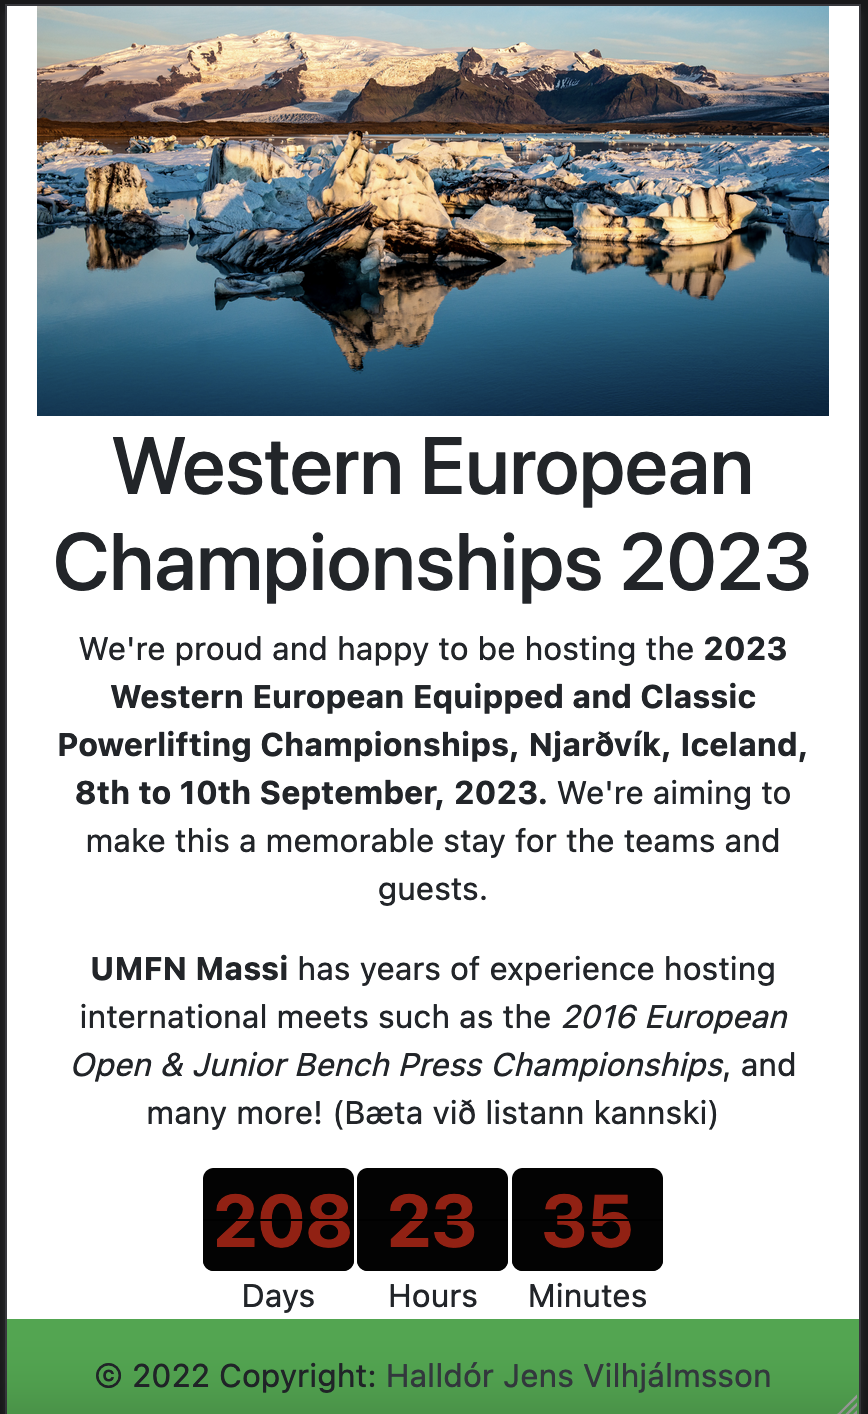 Western European
Championships 2023
We're proud and happy to be hosting the 2023
Western European Equipped and Classic
Powerlifting Championships, Njarðvík, Iceland,
8th to 10th September, 2023. We're aiming to
make this a memorable stay for the teams and
guests.
UMFN Massi has years of experience hosting
international meets such as the 2016 European
Open & Junior Bench Press Championships, and
many more! (Bæta við listann kannski)
208 23 35
Days Hours Minutes
© 2022 Copyright: Halldór Jens Vilhjálmsson